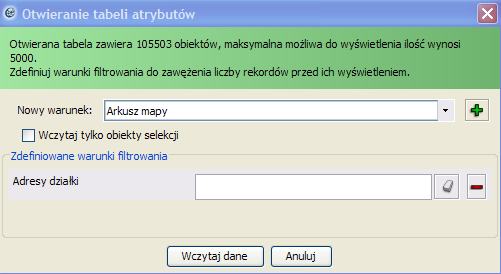 Otwieranie tabeli atrybutów
Otwierana tabela zawiera 105503 obiektów, maksymalna możliwa do wyświetlenia ilość wynosi
5000.
Zdefiniuj warunki filtrowania do zawężenia liczby rekordów przed ich wyświetleniem.
Nowy warunek: Arkusz mapy
Wczytaj tylko obiekty selekcji
Zdefiniowane warunki filtrowania
Adresy działki
Wczytaj dane Anuluj